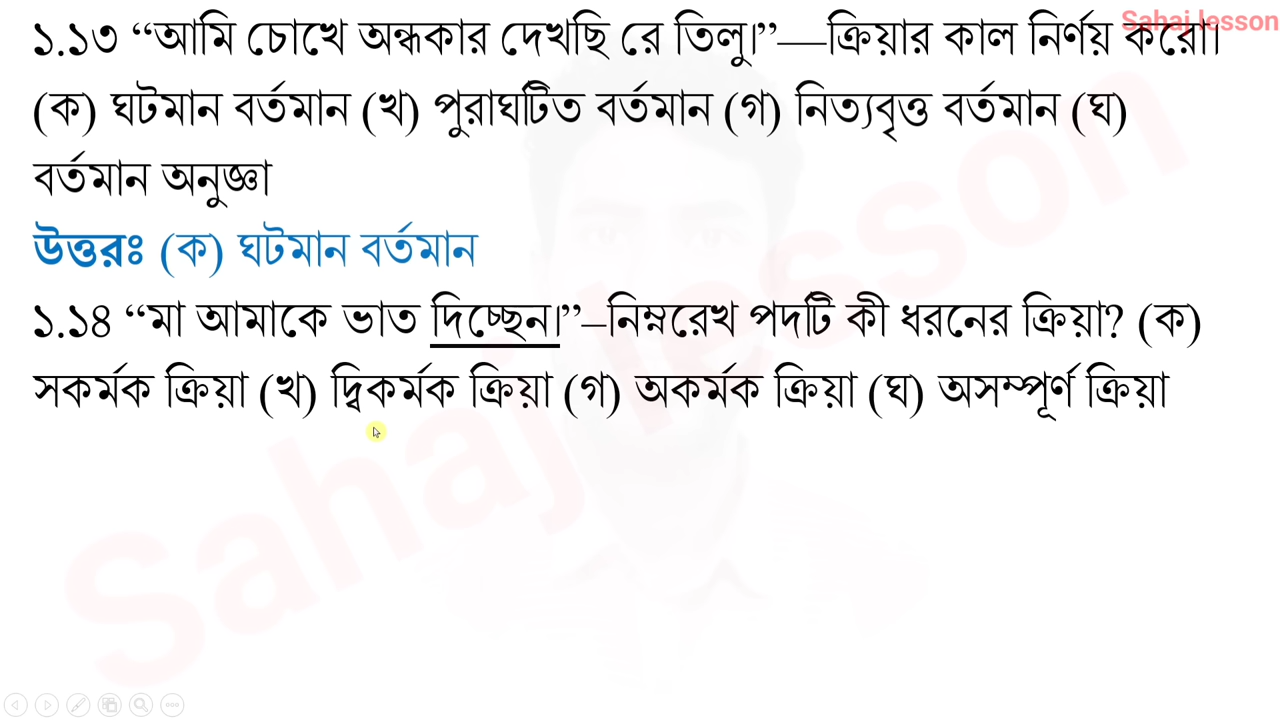 Sahaj lesson
১.১৩ “আমি চোখে অন্ধকার দেখছি রে তিলু।”—ক্রিয়ার কাল নির্ণয় করো।
(ক) ঘটমান বর্তমান (খ) পুরাঘটিত বর্তমান (গ) নিত্যবৃত্ত বর্তমান (ঘ)
বর্তমান অনুজ্ঞা
উত্তরঃ (ক) ঘটমান বর্তমান
১.১৪ “মা আমাকে ভাত দিচ্ছেন।”–নিম্নরেখ পদটি কী ধরনের ক্রিয়া? (ক)
সকর্মক ক্রিয়া (খ) দ্বিকর্মক ক্রিয়া (গ) অকর্মক ক্রিয়া (ঘ) অসম্পূর্ণ ক্রিয়া
Sahaj lesson